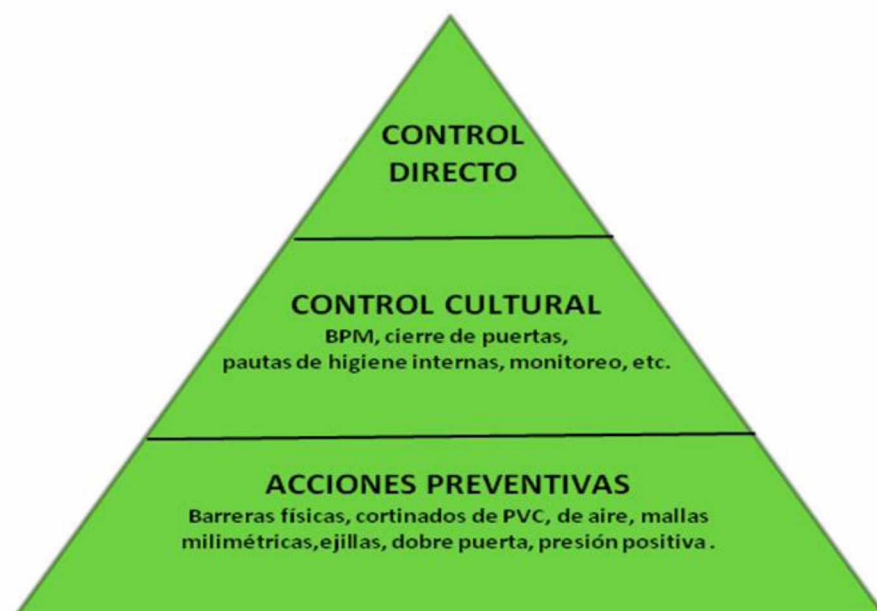 CONTROL
DIRECTO
CONTROL CULTURAL
BPM, cierre de puertas,
pautas de higiene internas, monitoreo, etc.
ACCIONES PREVENTIVAS
Barreras físicas, cortinados de PVC, de aire, mallas
milimétricas,ejillas, dobre puerta, presión positiva .